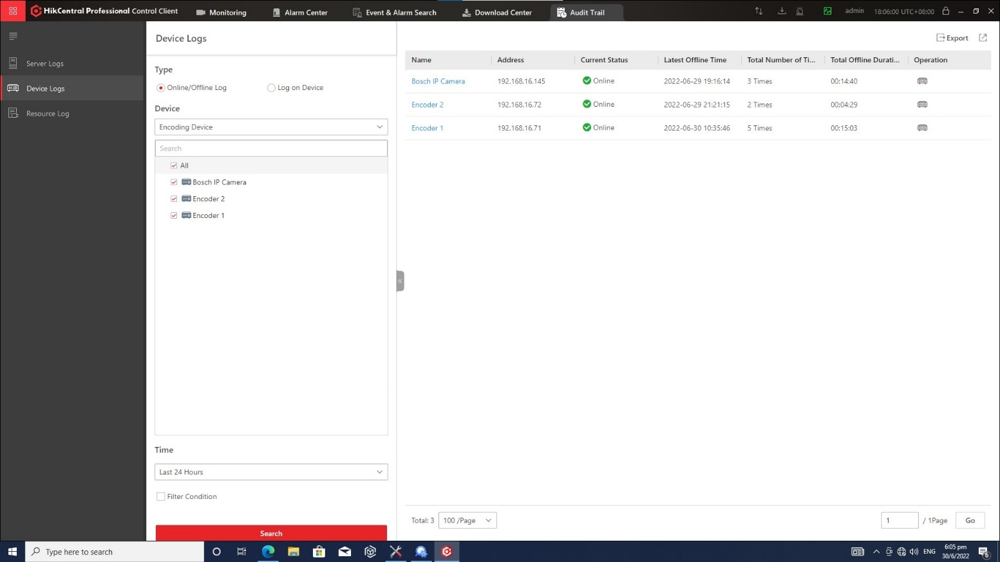 HikCentral Professional Control Client
Monitoring
Alarm Center
Event & Alarm Search
Download Center
Audit Trail
admin
18:06:00 UTC+08:00
Server Logs
Device Logs
Resource Log
Device Logs
Type
Online/Offline Log
Log on Device
Device
Encoding Device
Search
All
Bosch IP Camera
Encoder 2
Encoder 1
Time
Last 24 Hours
Filter Condition
Search
Export
Name Address Current Status Latest Offline Time Total Number of Ti... Total Offline Durati... Operation
Bosch IP Camera 192.168.16.145 Online 2022-06-29 19:16:14 3 Times 00:14:40
Encoder 2 192.168.16.72 Online 2022-06-29 21:21:15 2 Times 00:04:29
Encoder 1 192.168.16.71 Online 2022-06-30 10:35:46 5 Times 00:15:03
Total: 3 100 /Page 1 / 1Page Go
Type here to search
ENG
6:05 pm
30/6/2022
6